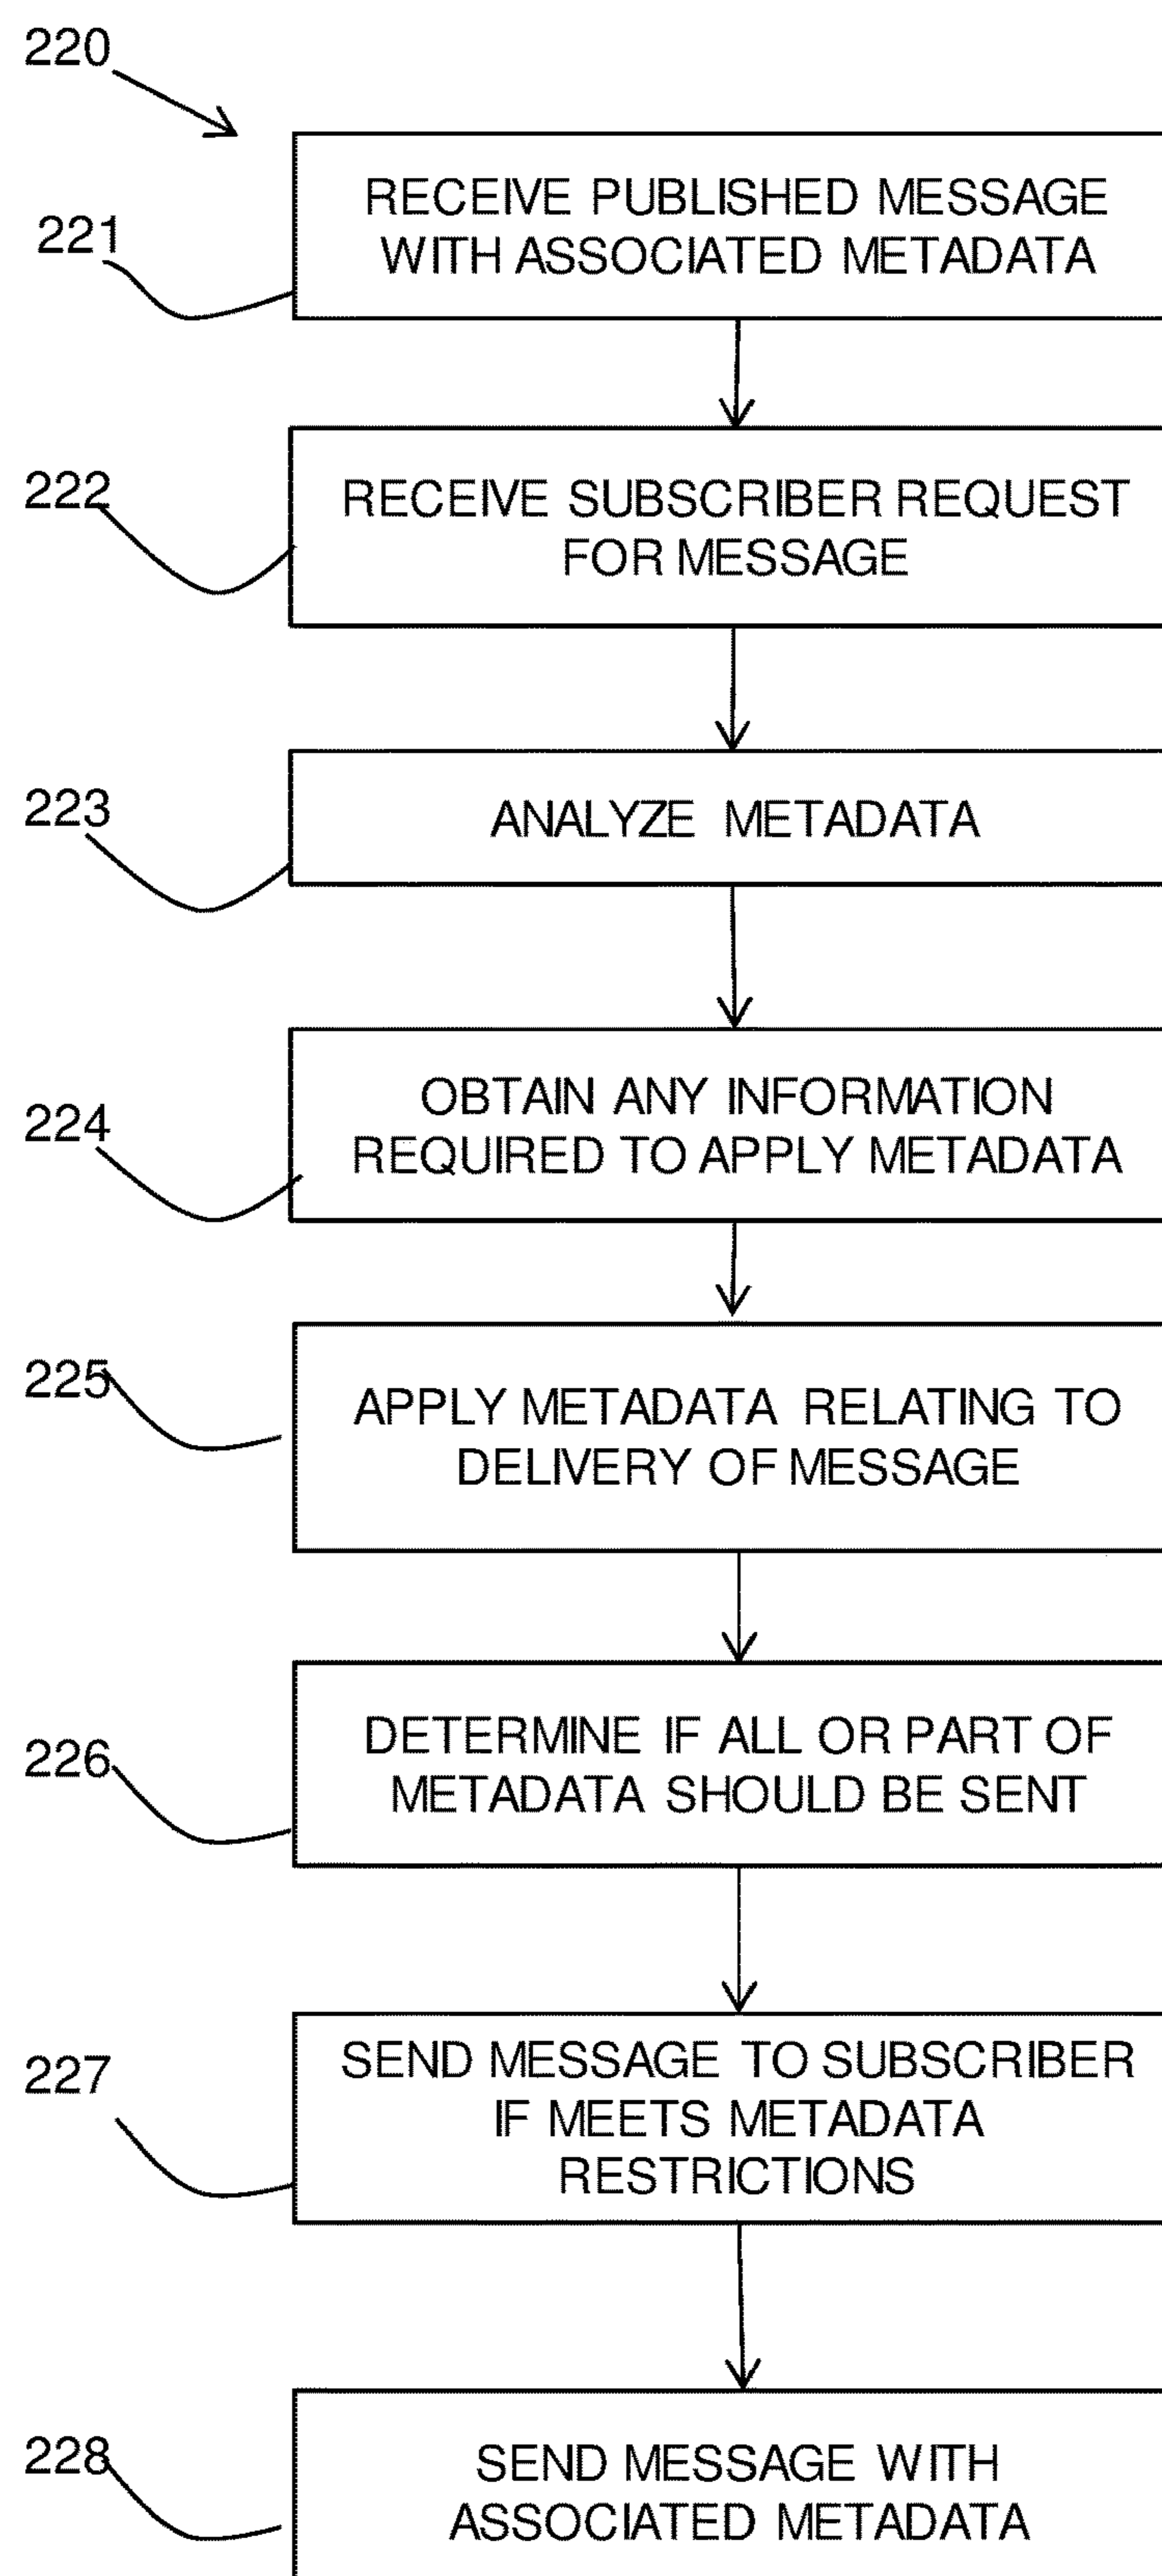 220
221
RECEIVE PUBLISHED MESSAGE
WITH ASSOCIATED METADATA
222
RECEIVE SUBSCRIBER REQUEST
FOR MESSAGE
223
ANALYZE METADATA
224
OBTAIN ANY INFORMATION
REQUIRED TO APPLY METADATA
225
APPLY METADATA RELATING TO
DELIVERY OF MESSAGE
226
DETERMINE IF ALL OR PART OF
METADATA SHOULD BE SENT
227
SEND MESSAGE TO SUBSCRIBER
IF MEETS METADATA
RESTRICTIONS
228
SEND MESSAGE WITH
ASSOCIATED METADATA